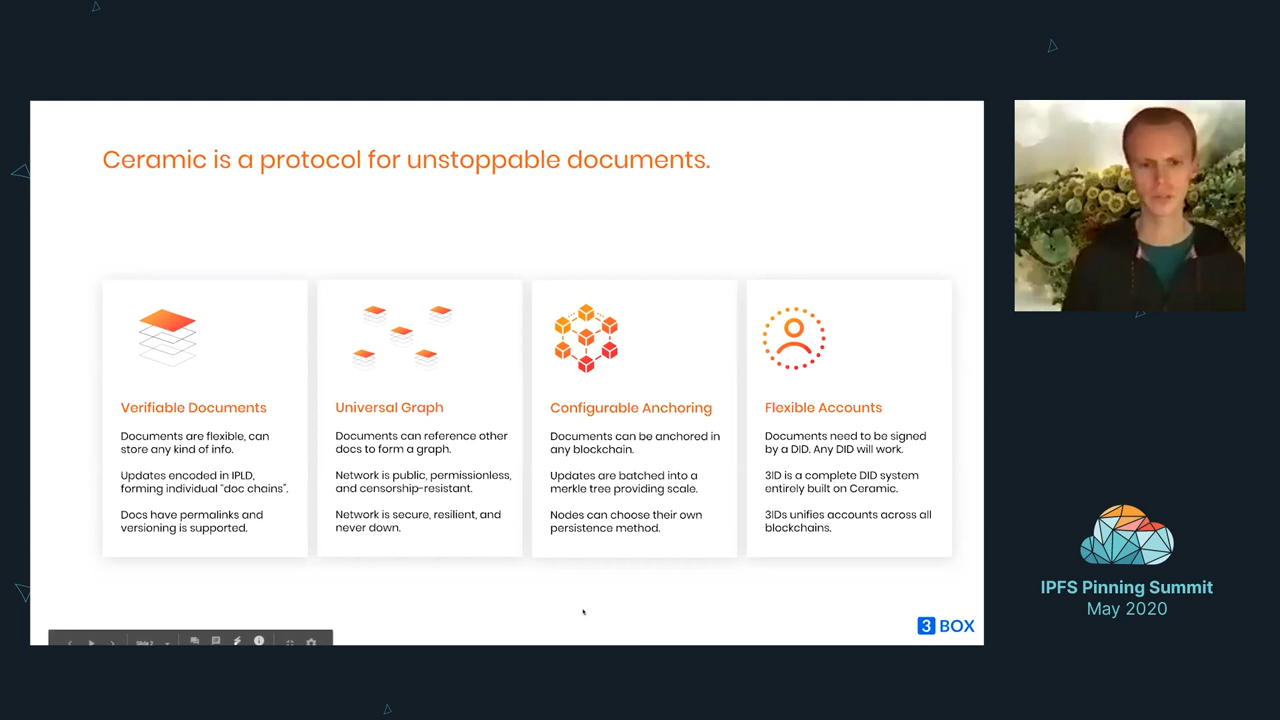 Ceramic is a protocol for unstoppable documents.
Verifiable Documents
Documents are flexible, can
store any kind of info.
Updates encoded in IPLD,
forming individual "doc chains".
Docs have permalinks and
versioning is supported.
Universal Graph
Documents can reference other
docs to form a graph.
Network is public, permissionless,
and censorship-resistant.
Network is secure, resilient, and
never down.
Configurable Anchoring
Documents can be anchored in
any blockchain.
Updates are batched into a
merkle tree providing scale.
Nodes can choose their own
persistence method.
Flexible Accounts
Documents need to be signed
by a DID. Any DID will work.
3ID is a complete DID system
entirely built on Ceramic.
3IDs unifies accounts across all
blockchains.
3 BOX
IPFS Pinning Summit
May 2020